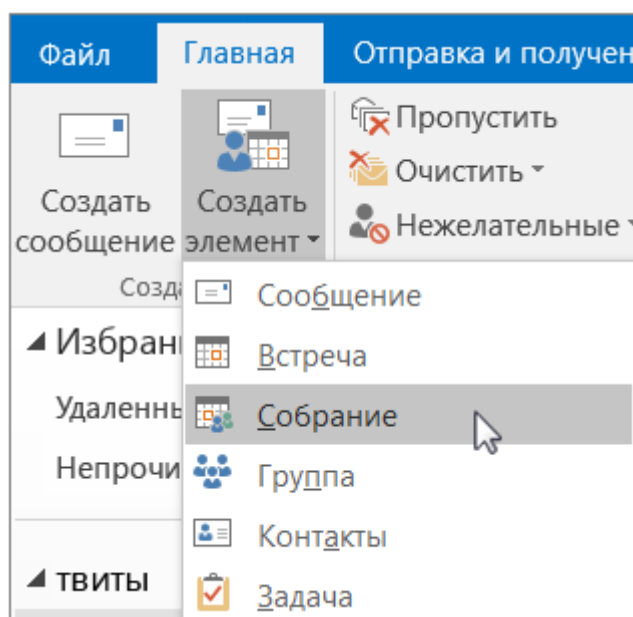 Файл Главная Отправка и получен
Пропустить
Очистить
Нежелательные
Создать
сообщение
Создать
элемент
Созда
Сообщение
Встреча
Собрание
Группа
Контакты
Задача
Избран
Удаленны
Непрочи
твиты